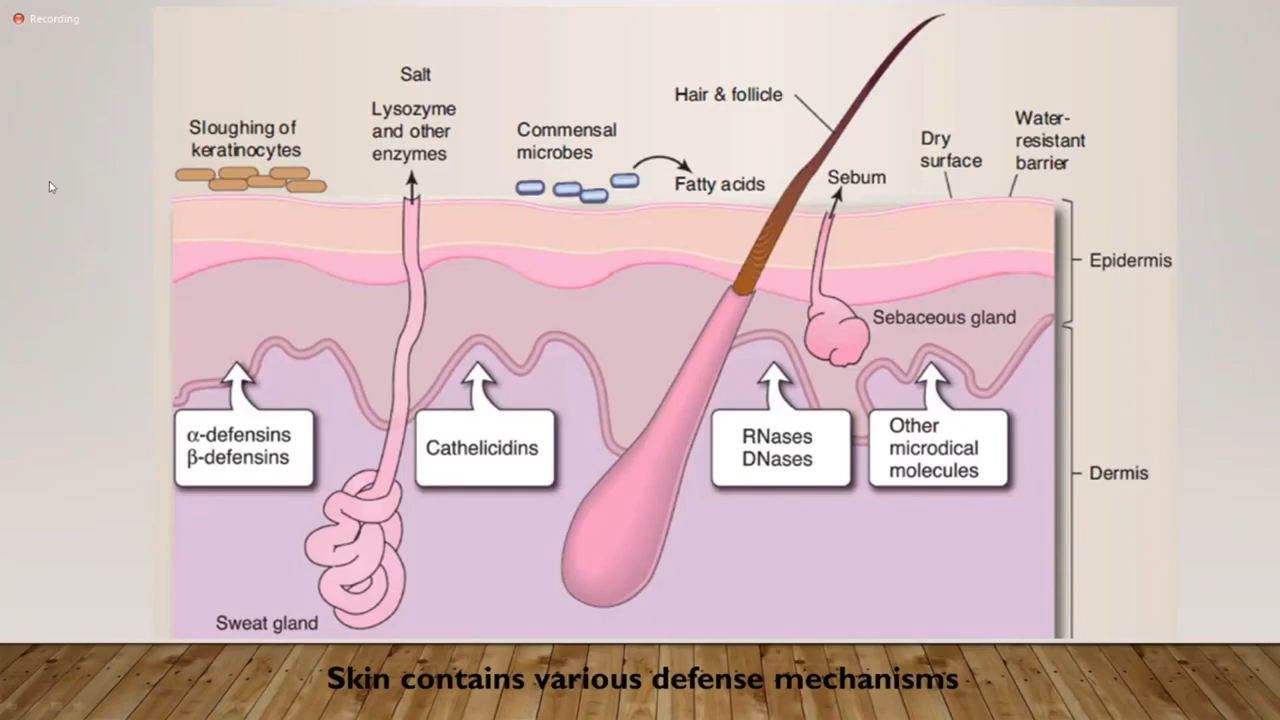 Recording
Salt
Lysozyme
and other
enzymes
Sloughing of
keratinocytes
Commensal
microbes
Fatty acids
Hair & follicle
Sebum
Dry
surface
Water-
resistant
barrier
Epidermis
Sebaceous gland
α-defensins
β-defensins
Cathelicidins
RNases
DNases
Other
microdical
molecules
Dermis
Sweat gland
Skin contains various defense mechanisms